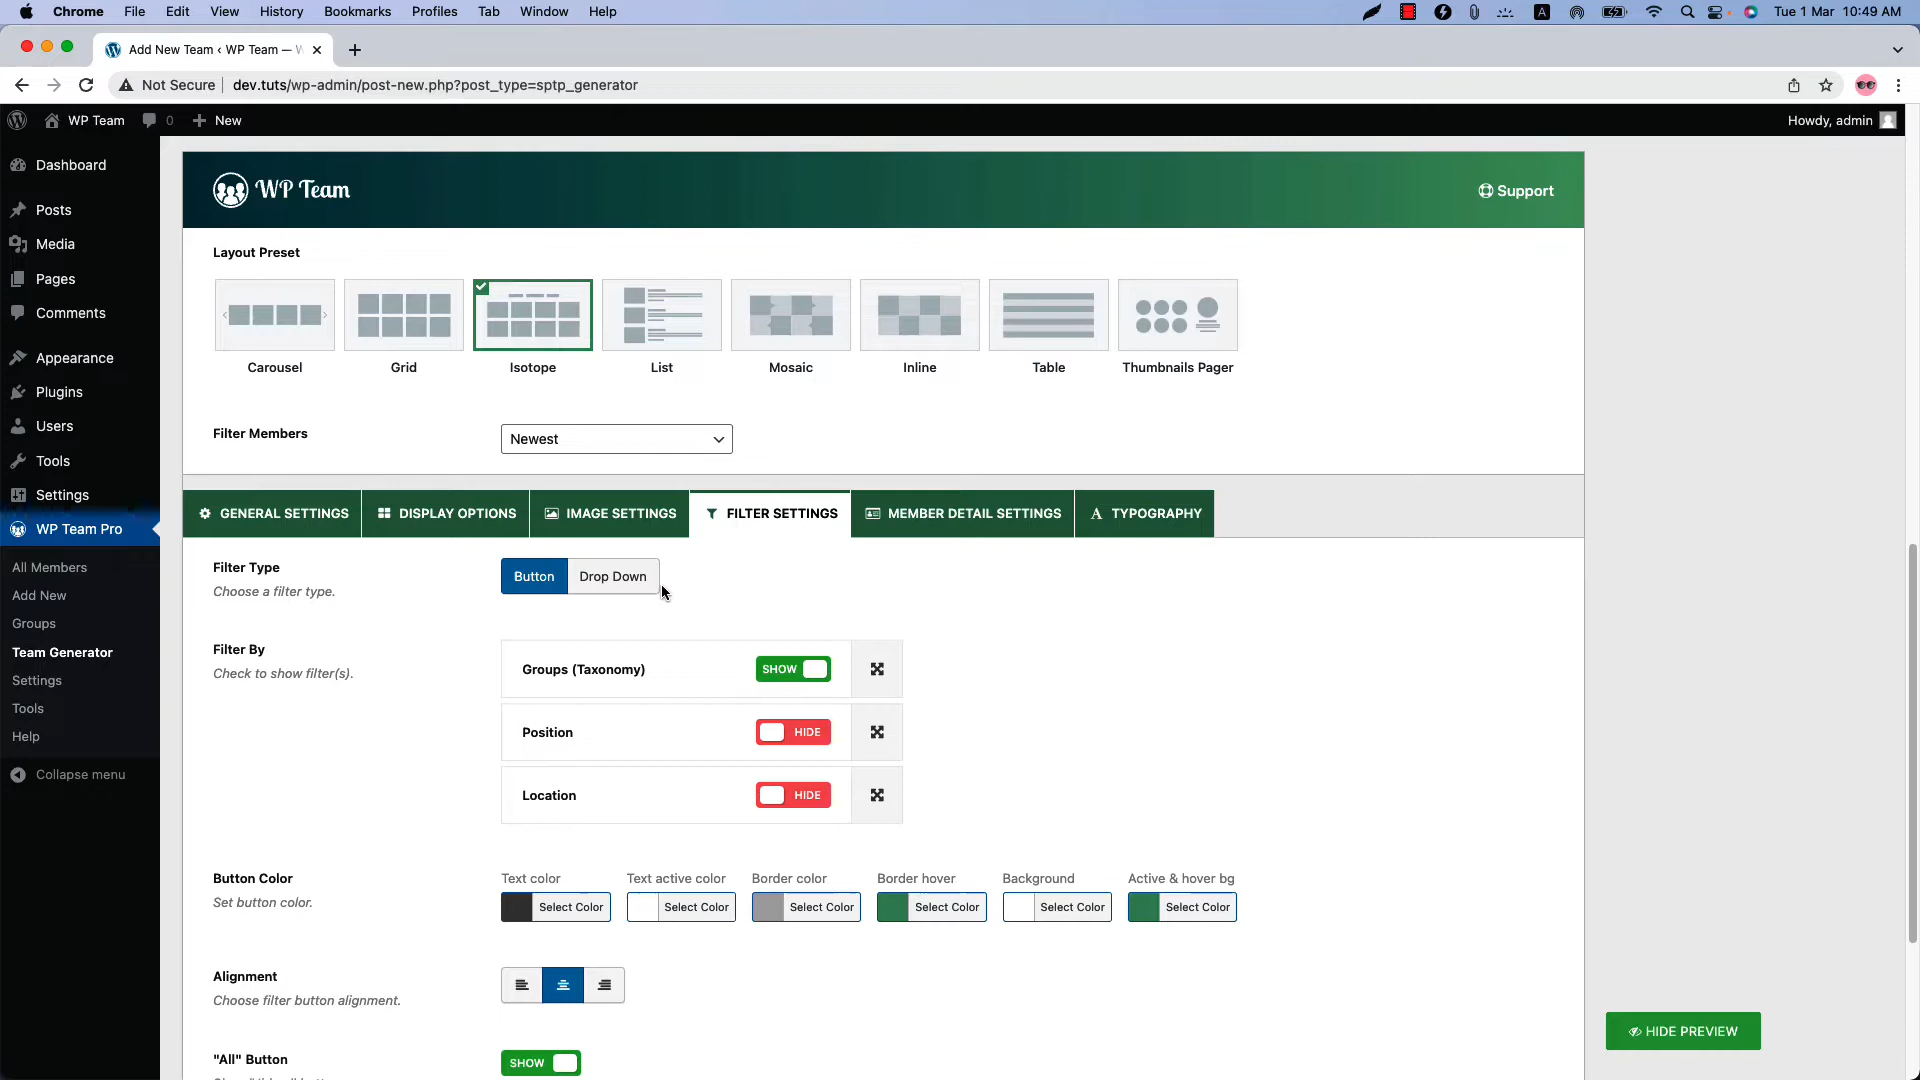 Chrome File Edit View History Bookmarks Profiles Tab Window Help
A Tue 1 Mar 10:49 AM
Add New Team ‹ WP Team —
Not Secure dev.tuts/wp-admin/post-new.php?post_type=sptp_generator
WP Team 0 New Howdy, admin
Dashboard
Posts
Media
Pages
Comments
Appearance
Plugins
Users
Tools
Settings
WP Team Pro
All Members
Add New
Groups
Team Generator
Settings
Tools
Help
Collapse menu
WP Team Support
Layout Preset
Carousel Grid Isotope List Mosaic Inline Table Thumbnails Pager
Filter Members Newest
GENERAL SETTINGS DISPLAY OPTIONS IMAGE SETTINGS FILTER SETTINGS MEMBER DETAIL SETTINGS A TYPOGRAPHY
Filter Type Button Drop Down
Choose a filter type.
Filter By
Check to show filter(s).
Groups (Taxonomy) SHOW
Position HIDE
Location HIDE
Button Color
Set button color.
Text color Text active color Border color Border hover Background Active & hover bg
Select Color Select Color Select Color Select Color Select Color Select Color
Alignment
Choose filter button alignment.
"All" Button SHOW
HIDE PREVIEW